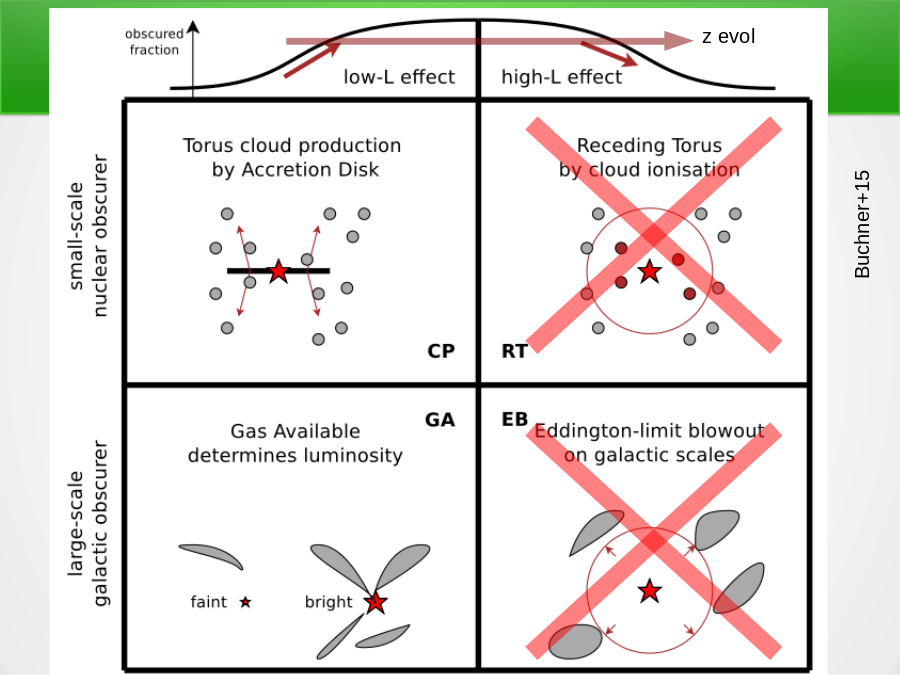 obscured
fraction
z evol
low-L effect
high-L effect
small-scale
nuclear obscurer
Torus cloud production
by Accretion Disk
CP
Receding Torus
by cloud ionisation
RT
Buchner+15
large-scale
galactic obscurer
GA
Gas Available
determines luminosity
faint
bright
EB
Eddington-limit blowout
on galactic scales